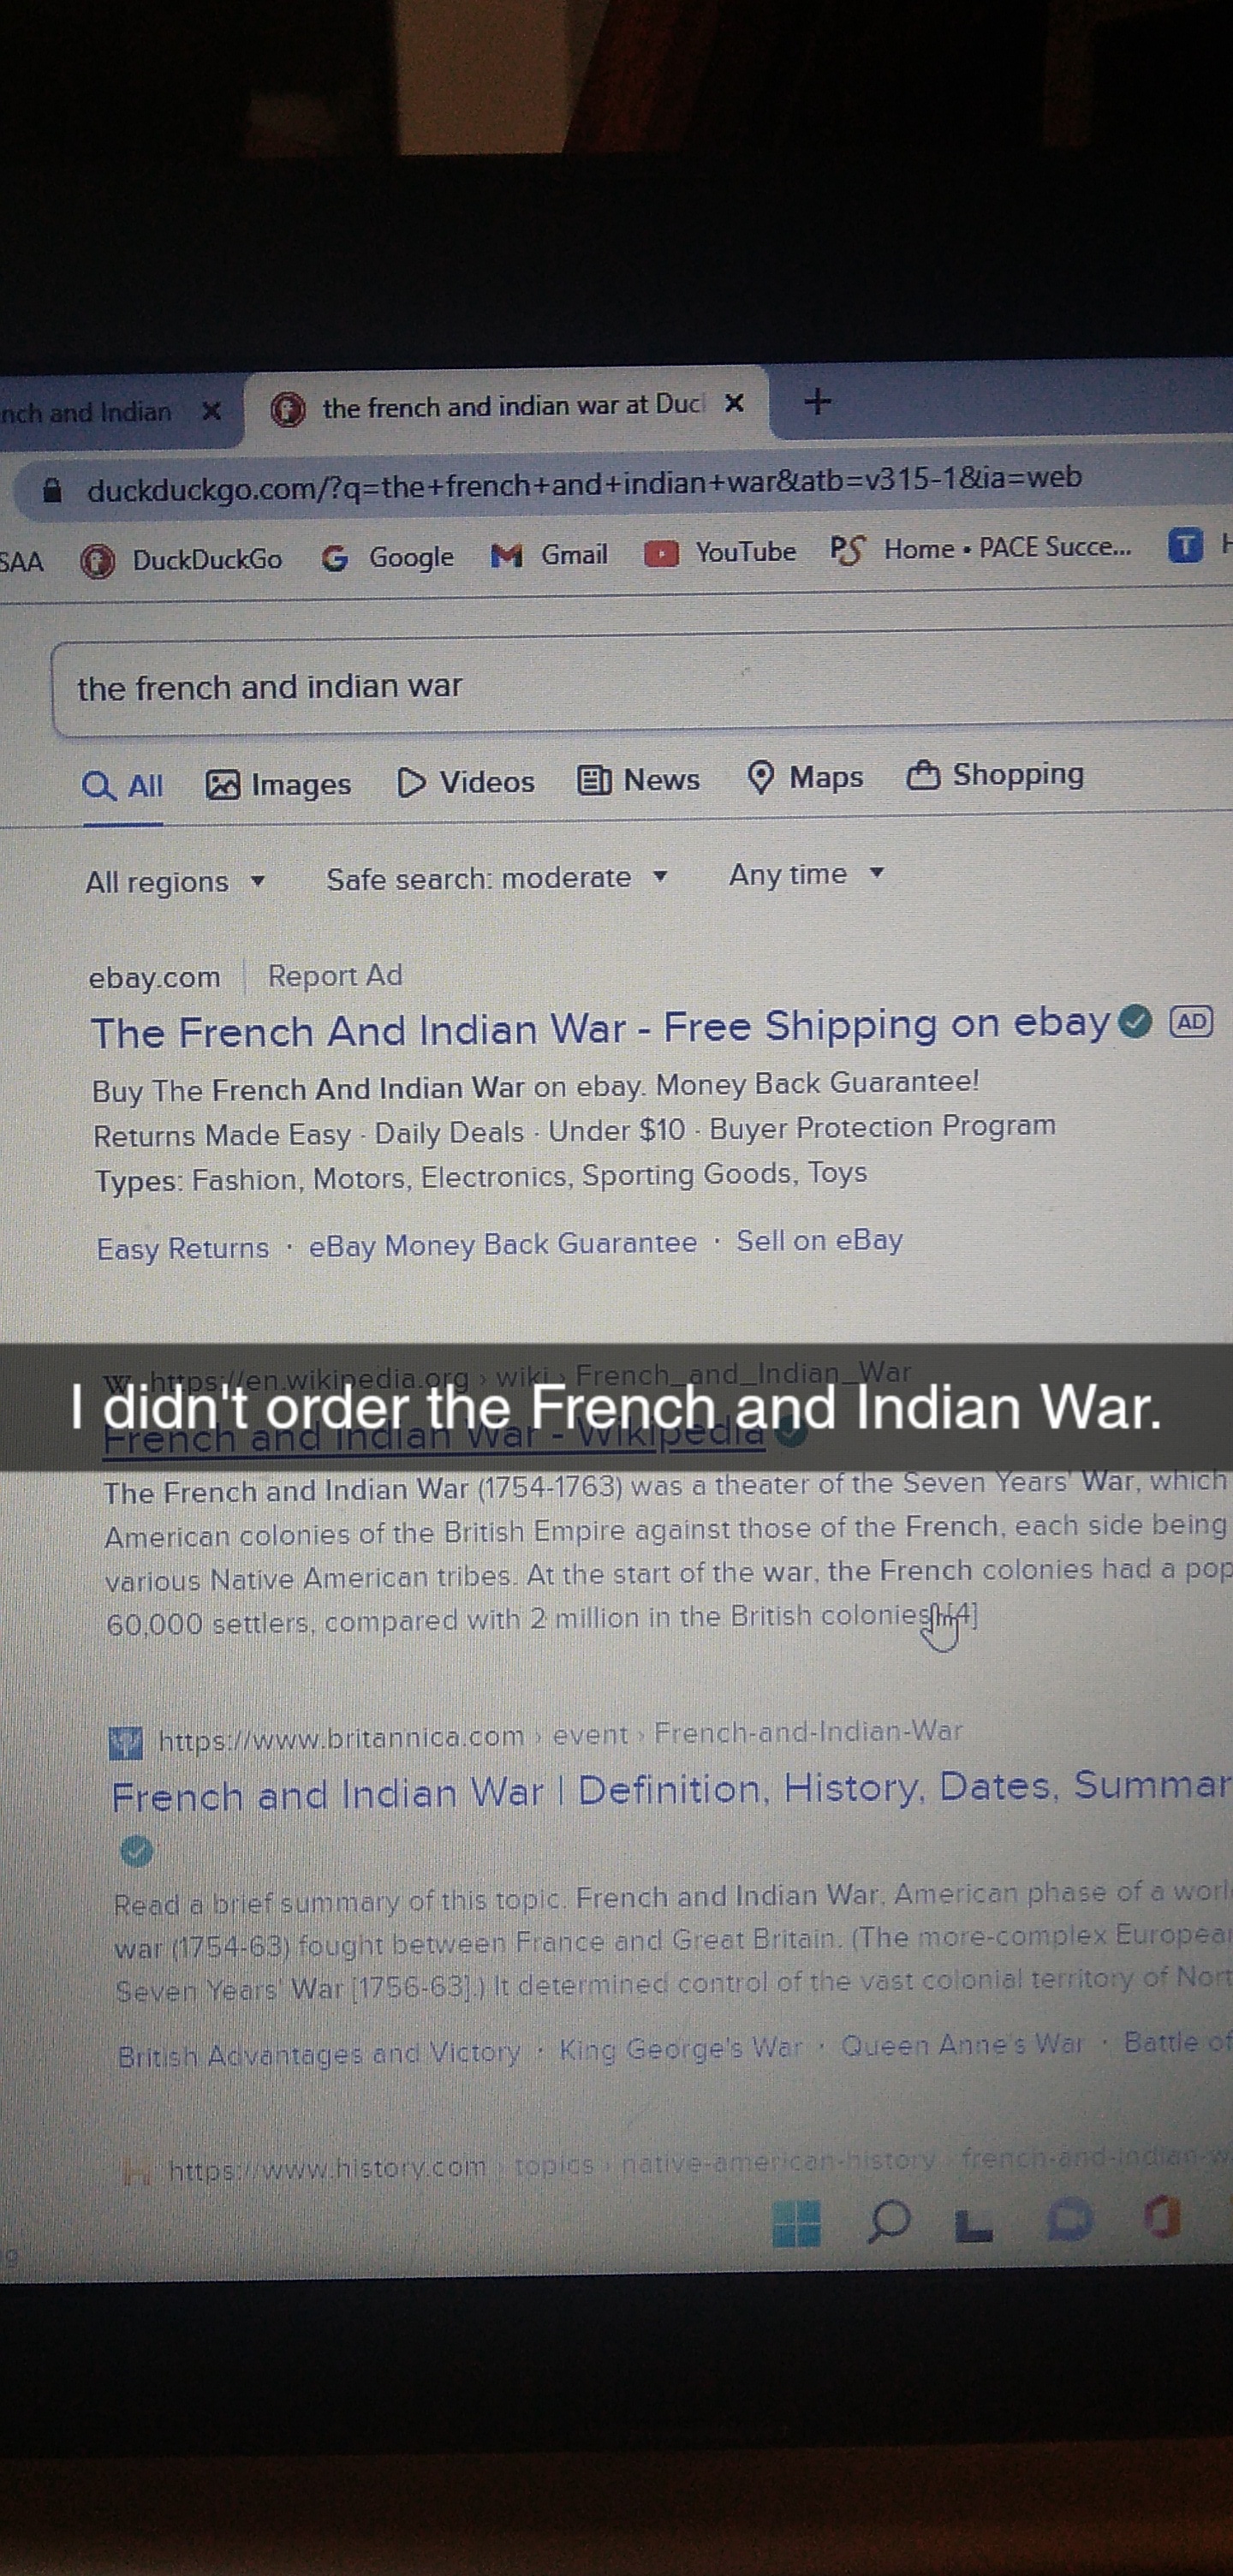 nch and Indian
the french and indian war at Duc
duckduckgo.com/?q=the+french+and+indian+war&atb=v315-1&ia=web
SAA DuckDuckGo Google Gmail YouTube Home • PACE Succe... T H
the french and indian war
All Images Videos News Maps Shopping
All regions Safe search: moderate Any time
ebay.com Report Ad
The French And Indian War - Free Shipping on ebay AD
Buy The French And Indian War on ebay. Money Back Guarantee!
Returns Made Easy · Daily Deals · Under $10 · Buyer Protection Program
Types: Fashion, Motors, Electronics, Sporting Goods, Toys
Easy Returns · eBay Money Back Guarantee · Sell on eBay
W https://en.wikipedia.org › wiki › French_and_Indian_War
I didn't order the French and Indian War.
French and Indian War - Wikipedia
The French and Indian War (1754-1763) was a theater of the Seven Years' War, which
American colonies of the British Empire against those of the French, each side being
various Native American tribes. At the start of the war, the French colonies had a pop
60,000 settlers, compared with 2 million in the British colonies. [4]
https://www.britannica.com › event › French-and-Indian-War
French and Indian War | Definition, History, Dates, Summar
Read a brief summary of this topic. French and Indian War, American phase of a worl
war (1754-63) fought between France and Great Britain. (The more-complex Europea
Seven Years' War [1756-63].) It determined control of the vast colonial territory of Nort
British Advantages and Victory · King George's War · Queen Anne's War · Battle of
H https://www.history.com › topics › native-american-history › french-and-indian-w
g